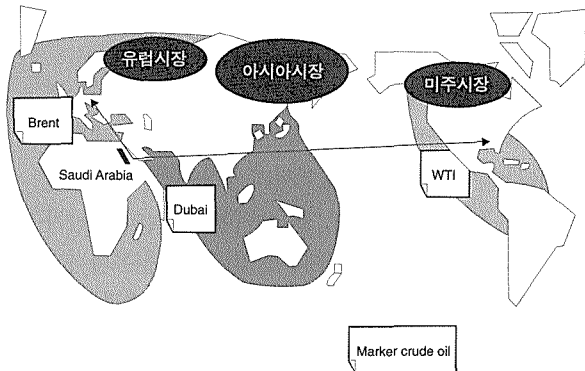 유럽시장
아시아시장
미주시장
Brent
Saudi Arabia
Dubai
WTI
Marker crude oil